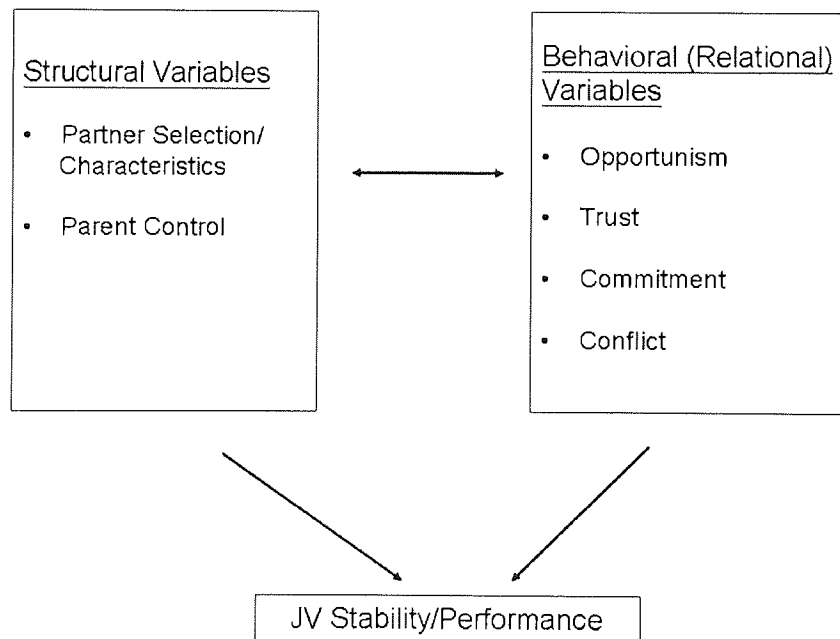 Structural Variables
• Partner Selection/
Characteristics
• Parent Control
Behavioral (Relational)
Variables
• Opportunism
• Trust
• Commitment
• Conflict
JV Stability/Performance